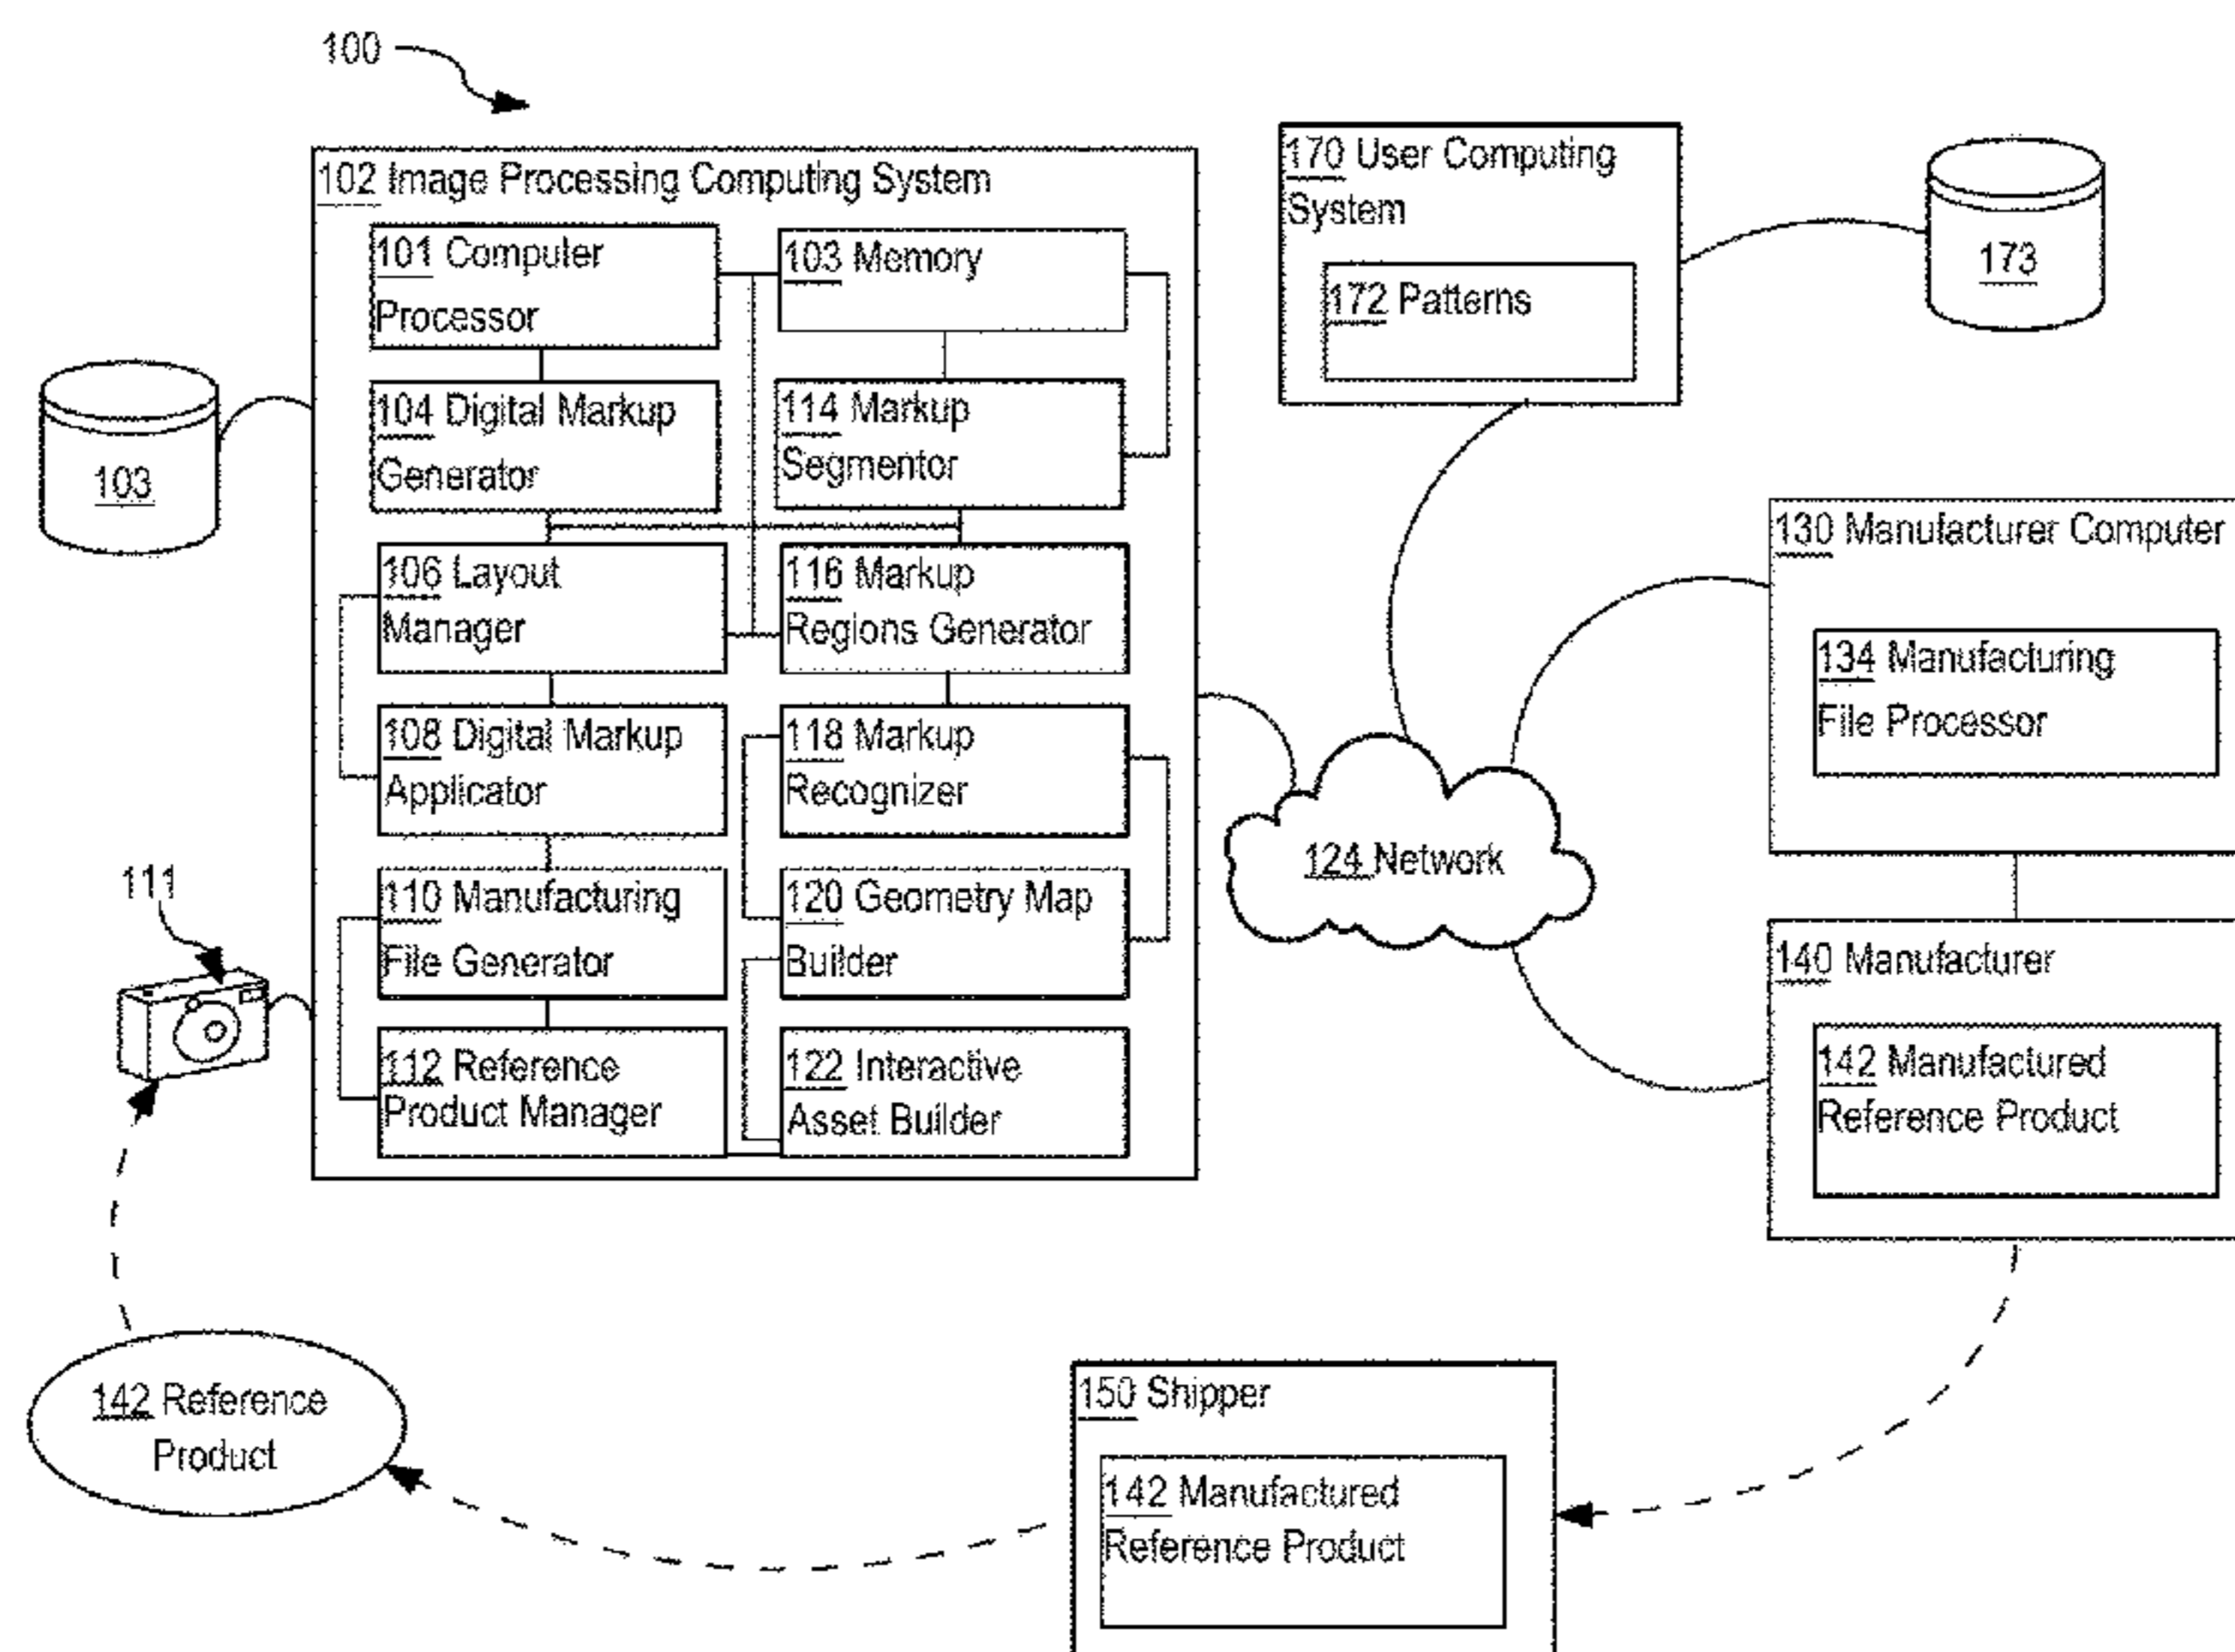 100
102 Image Processing Computing System
101 Computer
Processor
103 Memory
104 Digital Markup
Generator
114 Markup
Segmentor
106 Layout
Manager
116 Markup
Regions Generator
108 Digital Markup
Applicator
118 Markup
Recognizer
110 Manufacturing
File Generator
120 Geometry Map
Builder
112 Reference
Product Manager
122 Interactive
Asset Builder
103
111
170 User Computing
System
172 Patterns
173
124 Network
130 Manufacturer Computer
134 Manufacturing
File Processor
140 Manufacturer
142 Manufactured
Reference Product
150 Shipper
142 Manufactured
Reference Product
142 Reference
Product